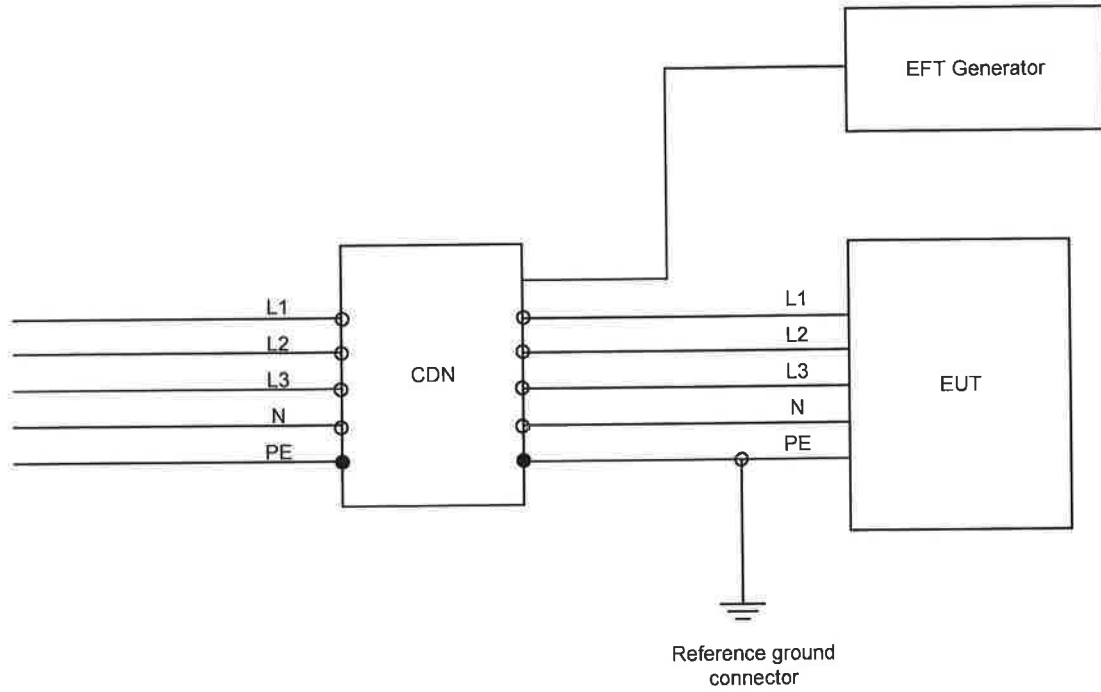 EFT Generator
L1
L2
L3
N
PE
CDN
L1
L2
L3
N
PE
EUT
Reference ground
connector